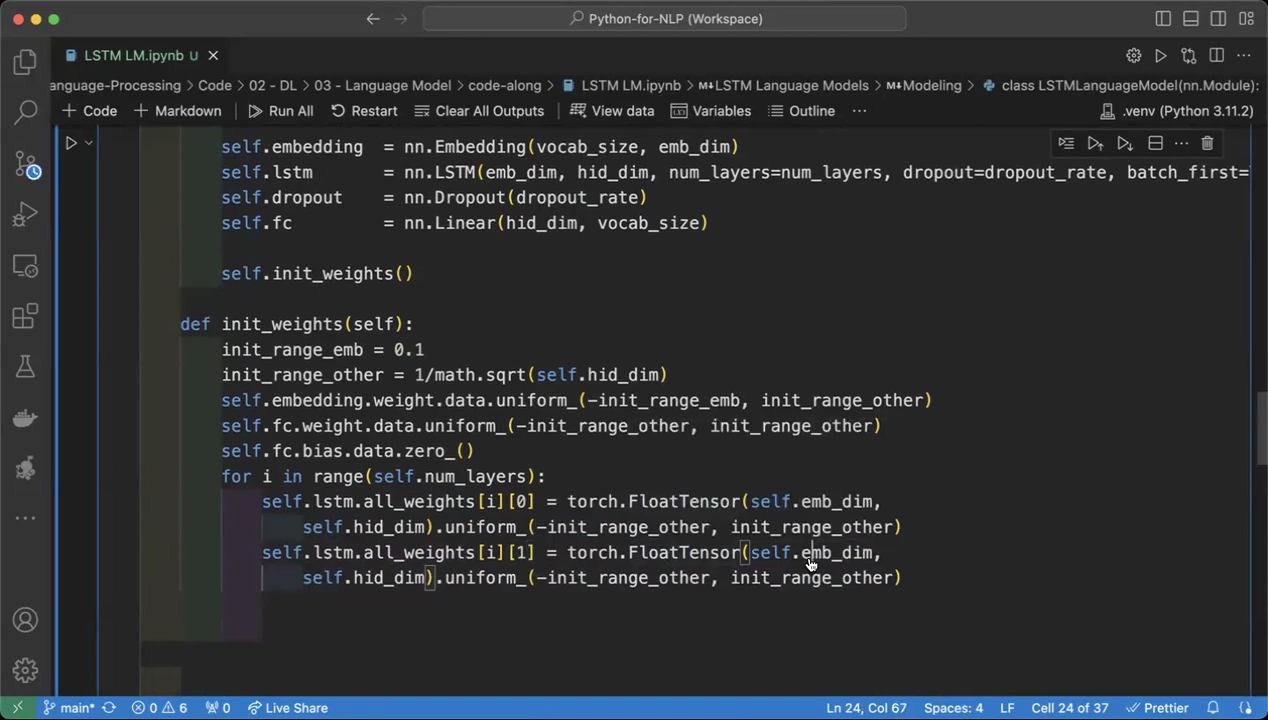 Python-for-NLP (Workspace)
LSTM LM.ipynb U
anguage-Processing Code 02 - DL 03 - Language Model code-along LSTM LM.ipynb LSTM Language Models Modeling class LSTMLanguageModel(nn.Module):
Code Markdown Run All Restart Clear All Outputs View data Variables Outline .venv (Python 3.11.2)
self.embedding = nn.Embedding(vocab_size, emb_dim)
self.lstm = nn.LSTM(emb_dim, hid_dim, num_layers=num_layers, dropout=dropout_rate, batch_first=
self.dropout = nn.Dropout(dropout_rate)
self.fc = nn.Linear(hid_dim, vocab_size)
self.init_weights()
def init_weights(self):
init_range_emb = 0.1
init_range_other = 1/math.sqrt(self.hid_dim)
self.embedding.weight.data.uniform_(-init_range_emb, init_range_other)
self.fc.weight.data.uniform_(-init_range_other, init_range_other)
self.fc.bias.data.zero_()
for i in range(self.num_layers):
self.lstm.all_weights[i][0] = torch.FloatTensor(self.emb_dim,
self.hid_dim).uniform_(-init_range_other, init_range_other)
self.lstm.all_weights[i][1] = torch.FloatTensor(self.emb_dim,
self.hid_dim).uniform_(-init_range_other, init_range_other)
main* 0 6 0 Live Share Ln 24, Col 67 Spaces: 4 LF Cell 24 of 37 Prettier